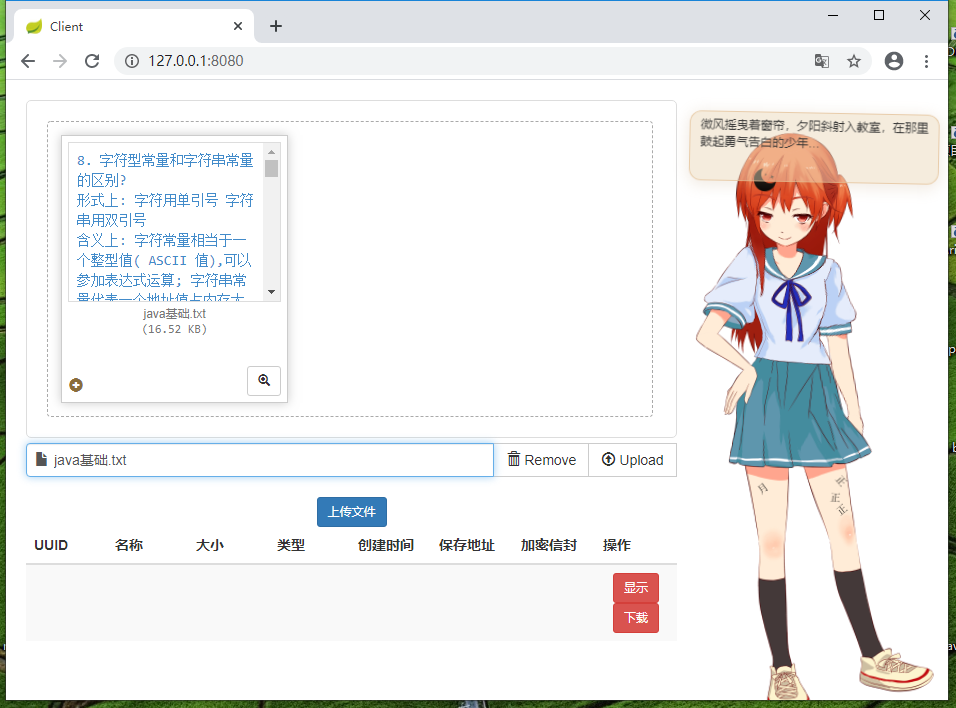 Client
127.0.0.1:8080
微风摇曳着窗帘，夕阳斜射入教室，在那里
鼓起勇气告白的少年...
8. 字符型常量和字符串常量
的区别?
形式上: 字符用单引号 字符
串用双引号
含义上: 字符常量相当于一
个整型值( ASCII 值),可以
参加表达式运算; 字符串常
量代表一个地址值占内存大
java基础.txt
(16.52 KB)
java基础.txt
Remove
Upload
上传文件
UUID 名称 大小 类型 创建时间 保存地址 加密信封 操作
显示
下载
月
正
正